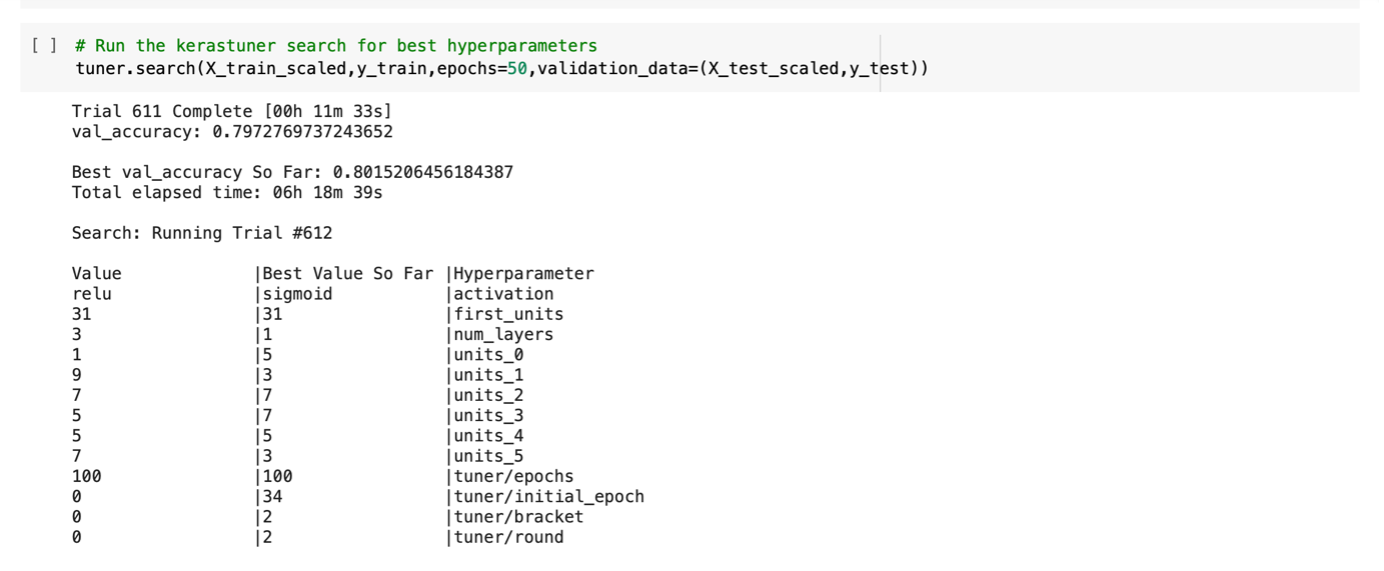 [ ] # Run the kerastuner search for best hyperparameters
tuner.search(X_train_scaled,y_train,epochs=50,validation_data=(X_test_scaled,y_test))
Trial 611 Complete [00h 11m 33s]
val_accuracy: 0.7972769737243652
Best val_accuracy So Far: 0.8015206456184387
Total elapsed time: 06h 18m 39s
Search: Running Trial #612
Value |Best Value So Far |Hyperparameter
relu |sigmoid |activation
31 |31 |first_units
3 |1 |num_layers
1 |5 |units_0
9 |3 |units_1
7 |7 |units_2
5 |7 |units_3
5 |5 |units_4
7 |3 |units_5
100 |100 |tuner/epochs
0 |34 |tuner/initial_epoch
0 |2 |tuner/bracket
0 |2 |tuner/round